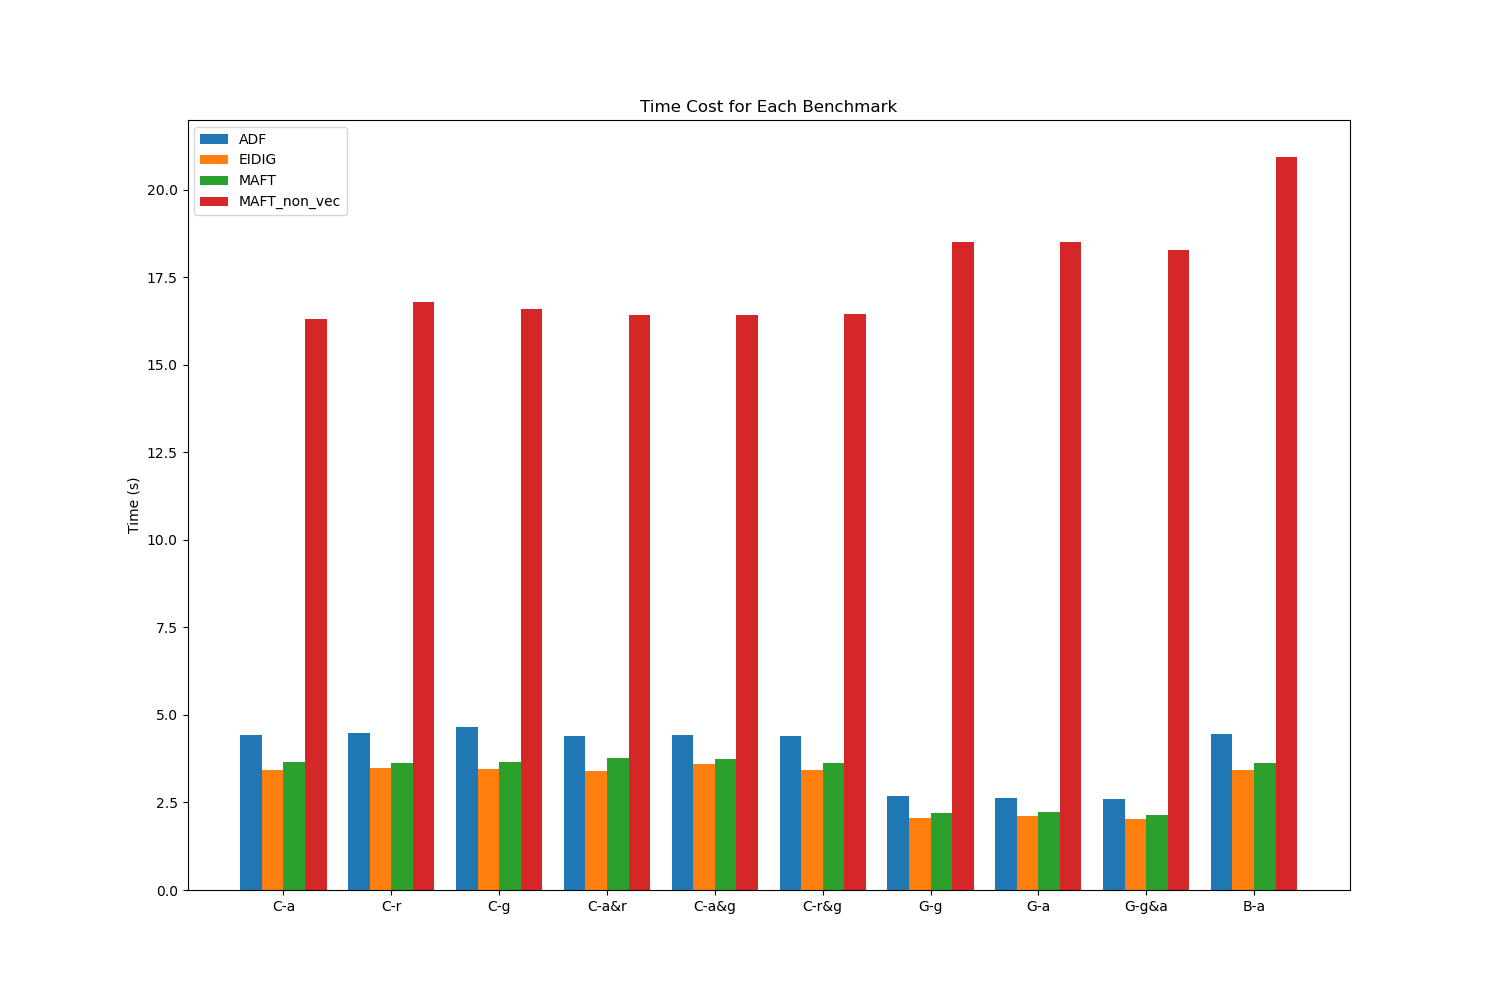 Time Cost for Each Benchmark
ADF
EIDIG
MAFT
MAFT_non_vec
Time (s)
20.0
17.5
15.0
12.5
10.0
7.5
5.0
2.5
0.0
C-a C-r C-g C-a&r C-a&g C-r&g G-g G-a G-g&a B-a